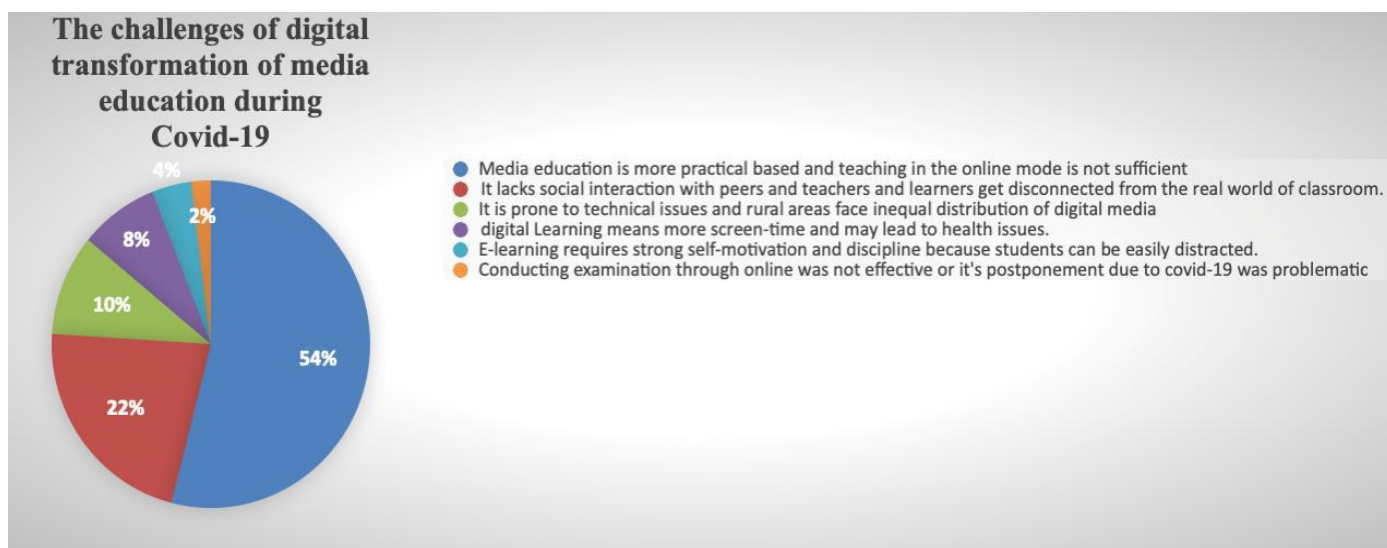 The challenges of digital
transformation of media
education during
Covid-19
4%
2%
8%
10%
54%
22%
Media education is more practical based and teaching in the online mode is not sufficient
It lacks social interaction with peers and teachers and learners get disconnected from the real world of classroom.
It is prone to technical issues and rural areas face inequal distribution of digital media
digital Learning means more screen-time and may lead to health issues.
E-learning requires strong self-motivation and discipline because students can be easily distracted.
Conducting examination through online was not effective or it's postponement due to covid-19 was problematic